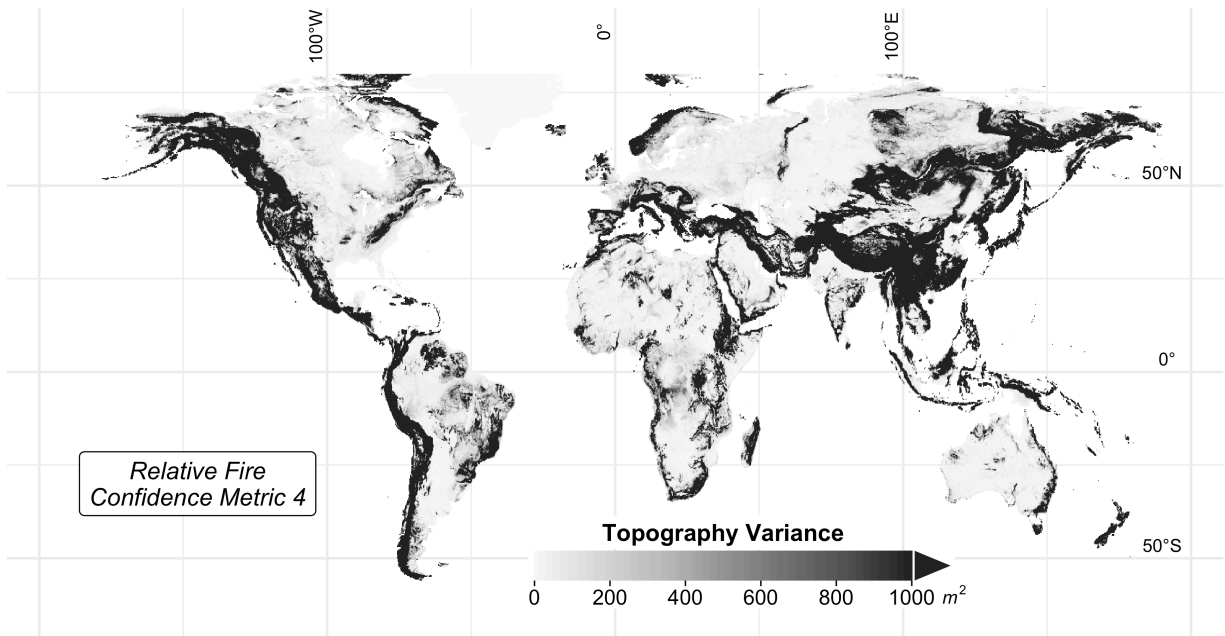 100°W
0°
100°E
50°N
0°
50°S
Relative Fire
Confidence Metric 4
Topography Variance
0 200 400 600 800 1000 m²